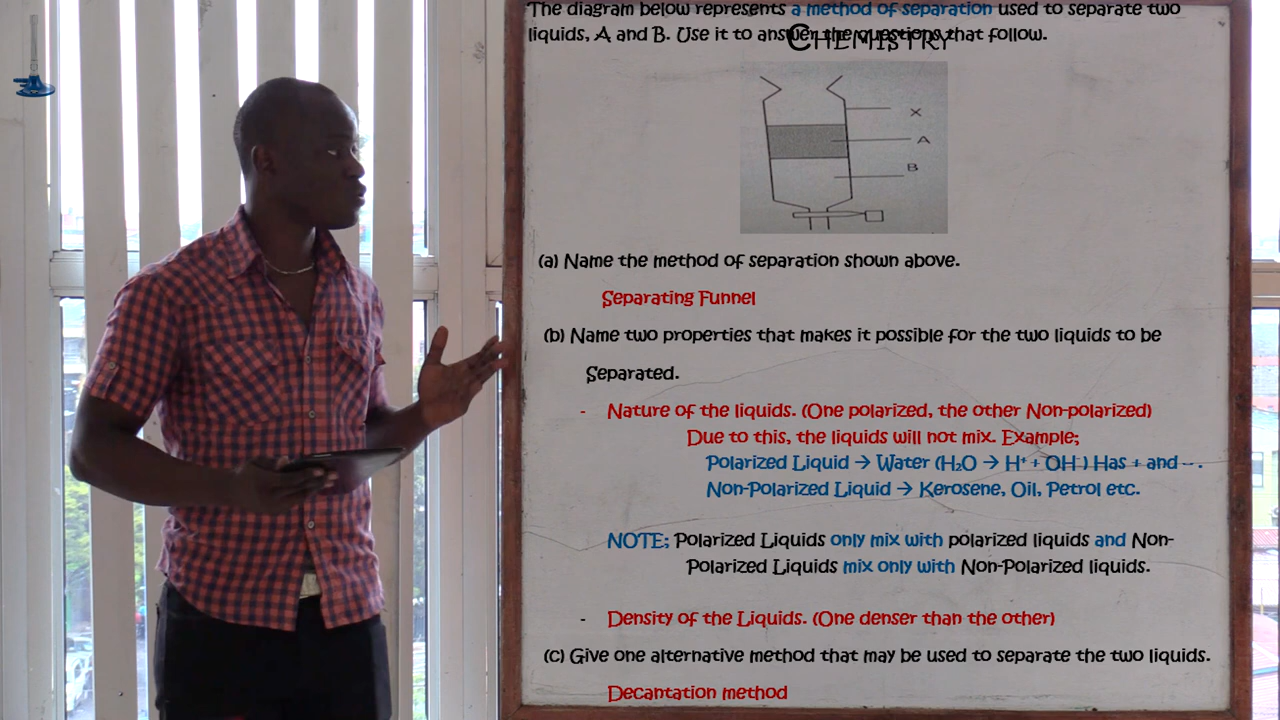 The diagram below represents a method of separation used to separate two
liquids, A and B. Use it to answer the questions that follow.
CHEMISTRY
X
A
B
(a) Name the method of separation shown above.
Separating Funnel
(b) Name two properties that makes it possible for the two liquids to be
Separated.
- Nature of the liquids. (One polarized, the other Non-polarized)
Due to this, the liquids will not mix. Example;
Polarized Liquid → Water (H₂O → H⁺ + OH⁻) Has + and - .
Non-Polarized Liquid → Kerosene, Oil, Petrol etc.
NOTE; Polarized Liquids only mix with polarized liquids and Non-
Polarized Liquids mix only with Non-Polarized liquids.
- Density of the Liquids. (One denser than the other)
(c) Give one alternative method that may be used to separate the two liquids.
Decantation method